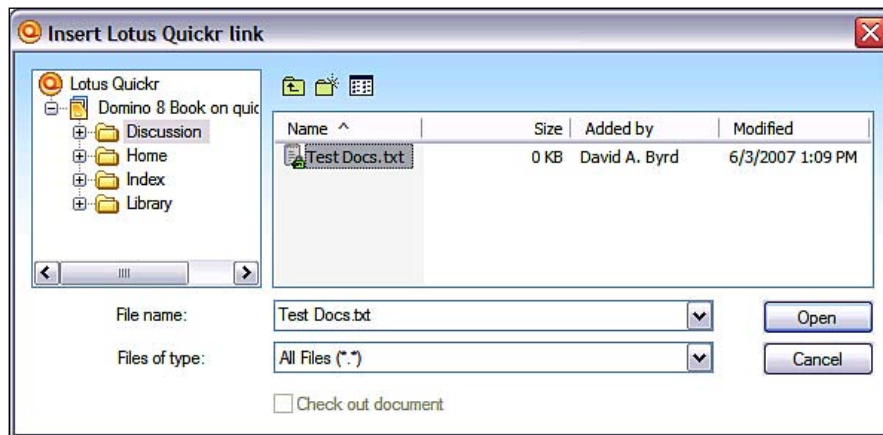 Insert Lotus Quickr link
Lotus Quickr
Domino 8 Book on quic
Discussion
Home
Index
Library
Name Size Added by Modified
Test Docs.txt 0 KB David A. Byrd 6/3/2007 1:09 PM
File name: Test Docs.txt Open
Files of type: All Files (*.*) Cancel
Check out document